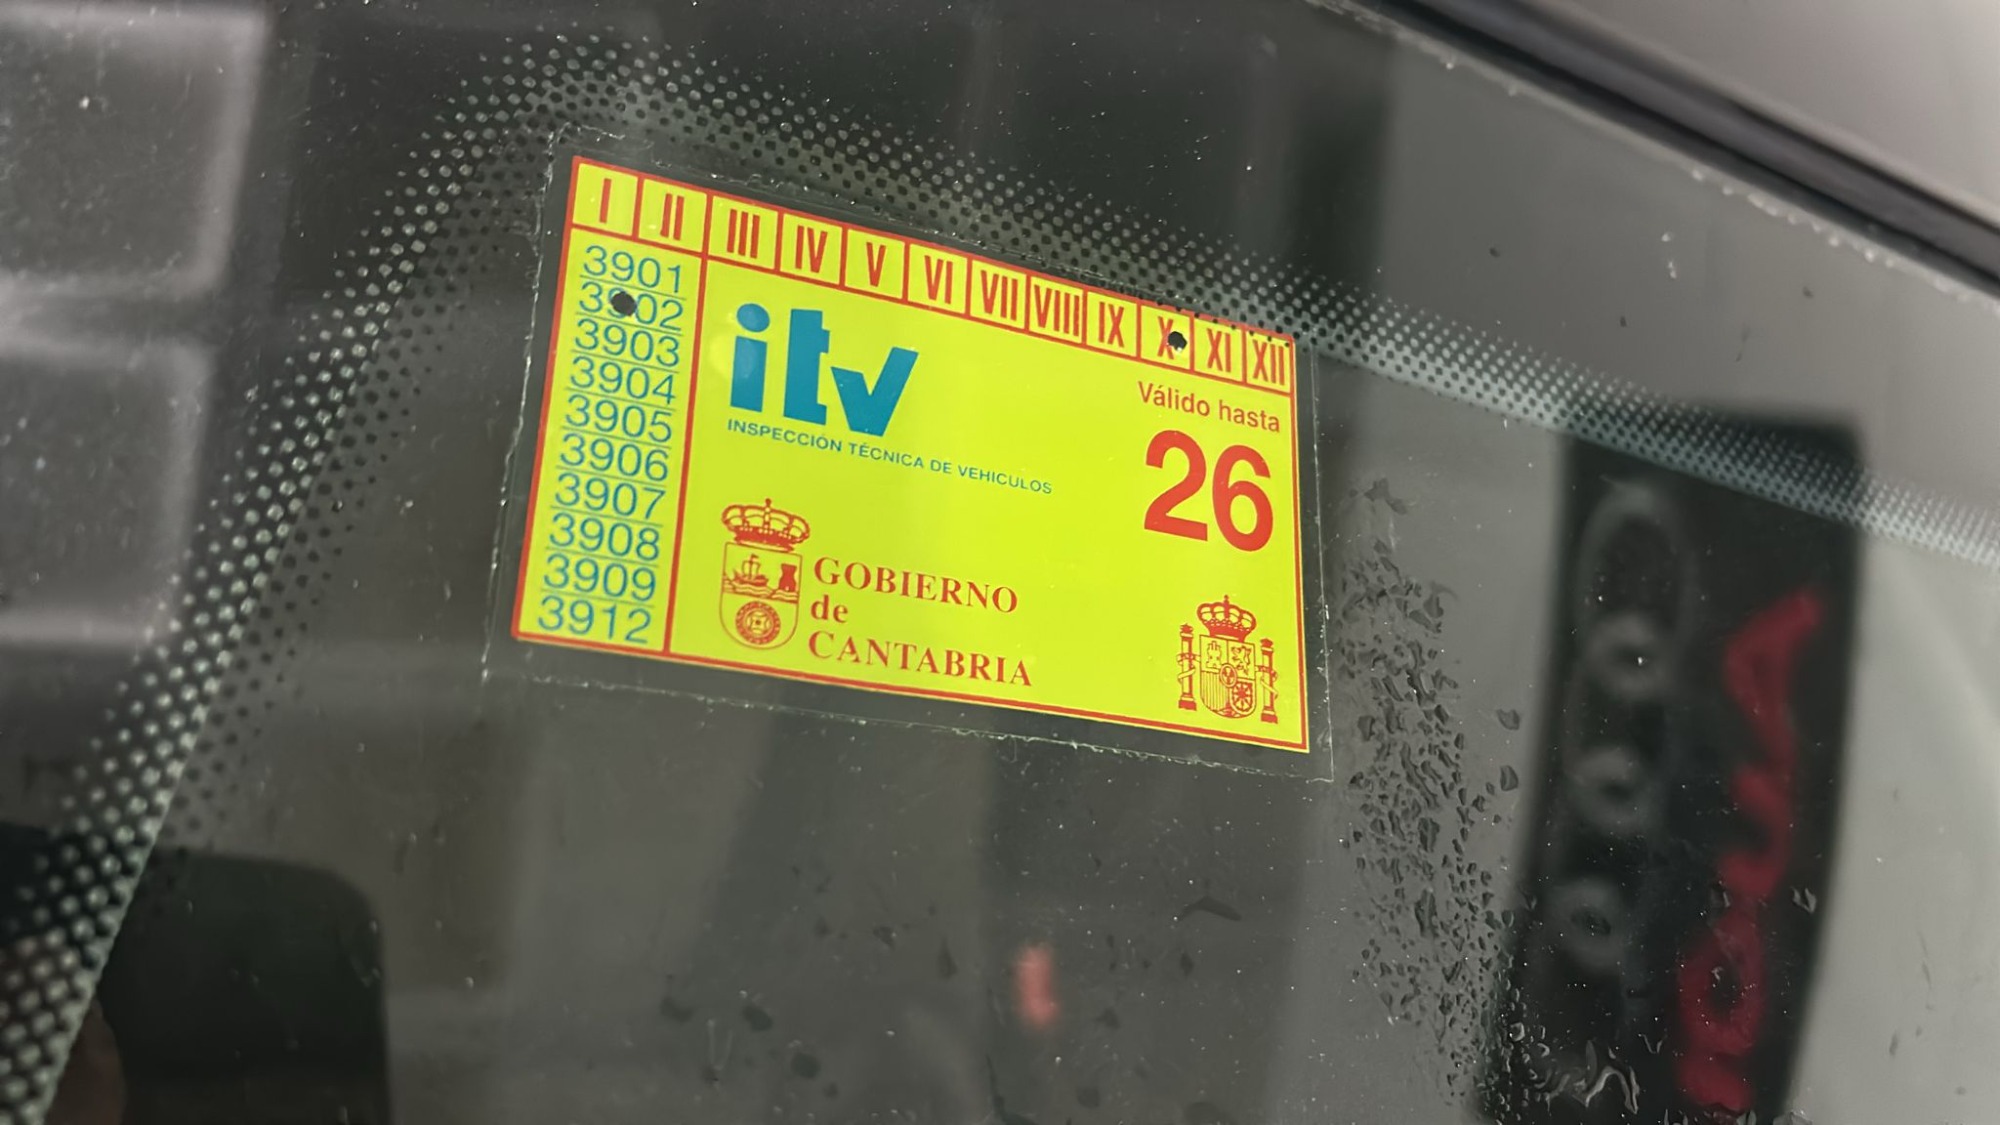 I II III IV V VI VII VIII IX X XI XII
3901
3902
3903
3904
3905
3906
3907
3908
3909
3912
itv
INSPECCIÓN TÉCNICA DE VEHICULOS
Válido hasta
26
GOBIERNO
de
CANTABRIA